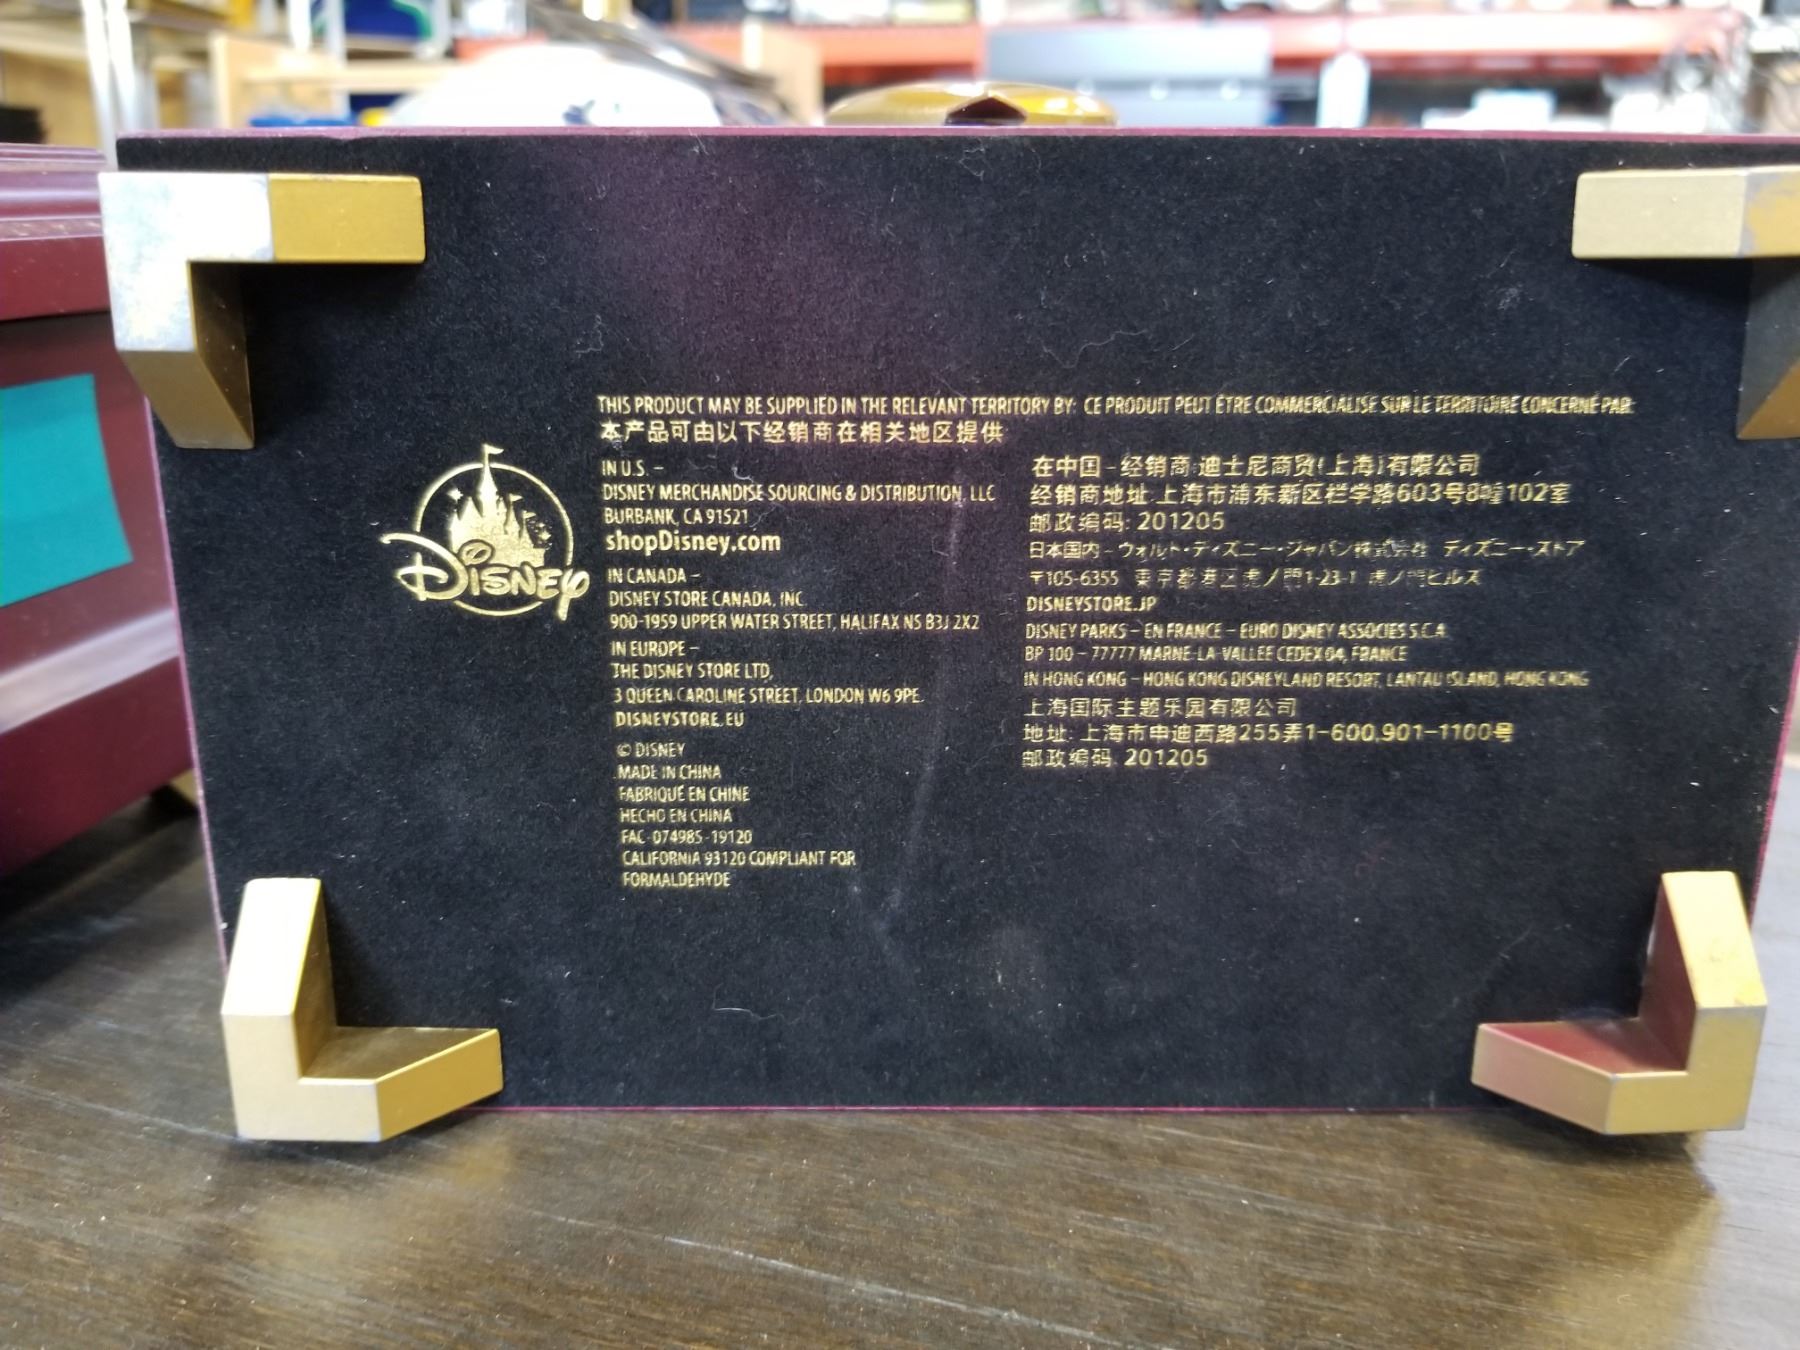 THIS PRODUCT MAY BE SUPPLIED IN THE RELEVANT TERRITORY BY: CE PRODUIT PEUT ÊTRE COMMERCIALISE SUR LE TERRITOIRE CONCERNÉ PAR:
本产品可由以下经销商在相关地区提供
DISNEY
IN U.S. –
DISNEY MERCHANDISE SOURCING & DISTRIBUTION, LLC
BURBANK, CA 91521
shopDisney.com
IN CANADA –
DISNEY STORE CANADA, INC.
900-1959 UPPER WATER STREET, HALIFAX NS B3J 2X2
IN EUROPE –
THE DISNEY STORE LTD,
3 QUEEN CAROLINE STREET, LONDON W6 9PE.
DISNEYSTORE.EU
© DISNEY
MADE IN CHINA
FABRIQUÉ EN CHINE
HECHO EN CHINA
FAC-074985-19120
CALIFORNIA 93120 COMPLIANT FOR
FORMALDEHYDE
在中国 - 经销商:迪士尼商贸(上海)有限公司
经销商地址:上海市浦东新区栏学路603号8幢102室
邮政编码: 201205
日本国内 - ウォルト・ディズニー・ジャパン株式会社 ディズニー・ストア
〒105-6355 東京都港区虎ノ門1-23-1 虎ノ門ヒルズ
DISNEYSTORE.JP
DISNEY PARKS – EN FRANCE – EURO DISNEY ASSOCIES S.C.A.
BP 100 – 77777 MARNE-LA-VALLEE CEDEX 04, FRANCE
IN HONG KONG – HONG KONG DISNEYLAND RESORT, LANTAU ISLAND, HONG KONG
上海国际主题乐园有限公司
地址: 上海市申迪西路255弄1-600,901-1100号
邮政编码: 201205